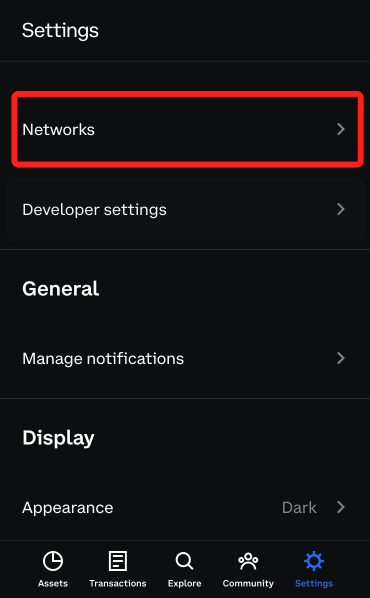 Settings
Networks
Developer settings
General
Manage notifications
Display
Appearance Dark
Assets Transactions Explore Community Settings